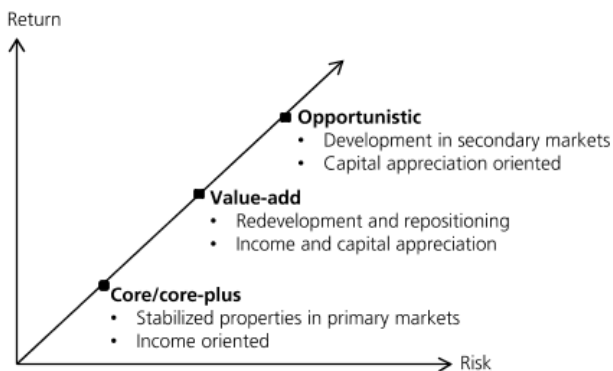 Return
Opportunistic
• Development in secondary markets
• Capital appreciation oriented
Value-add
• Redevelopment and repositioning
• Income and capital appreciation
Core/core-plus
• Stabilized properties in primary markets
• Income oriented
Risk